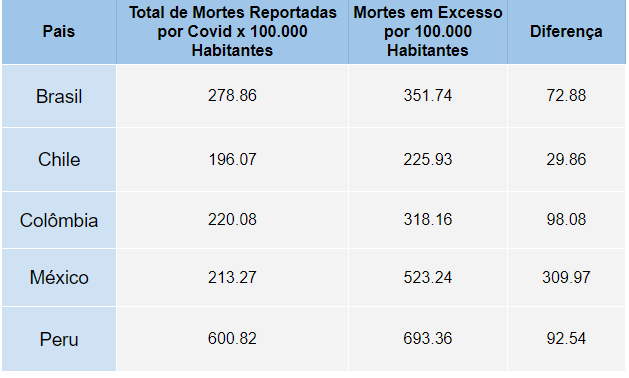 Pais Total de Mortes Reportadas por Covid x 100.000 Habitantes Mortes em Excesso por 100.000 Habitantes Diferença
Brasil 278.86 351.74 72.88
Chile 196.07 225.93 29.86
Colômbia 220.08 318.16 98.08
México 213.27 523.24 309.97
Peru 600.82 693.36 92.54